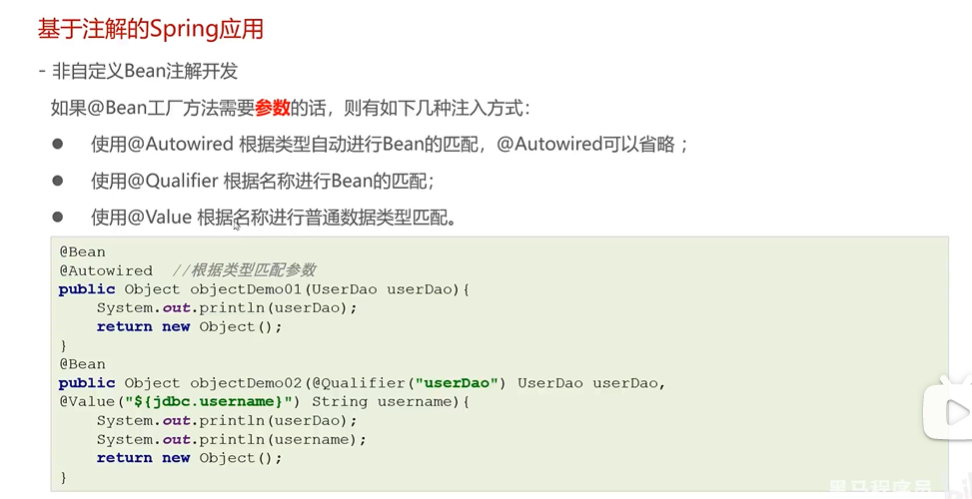 基于注解的Spring应用
- 非自定义Bean注解开发
如果@Bean工厂方法需要参数的话，则有如下几种注入方式：
● 使用@Autowired 根据类型自动进行Bean的匹配，@Autowired可以省略 ；
● 使用@Qualifier 根据名称进行Bean的匹配；
● 使用@Value 根据名称进行普通数据类型匹配。
@Bean
@Autowired //根据类型匹配参数
public Object objectDemo01(UserDao userDao){
System.out.println(userDao);
return new Object();
}
@Bean
public Object objectDemo02(@Qualifier("userDao") UserDao userDao,
@Value("${jdbc.username}") String username){
System.out.println(userDao);
System.out.println(username);
return new Object();
}
黑马程序员